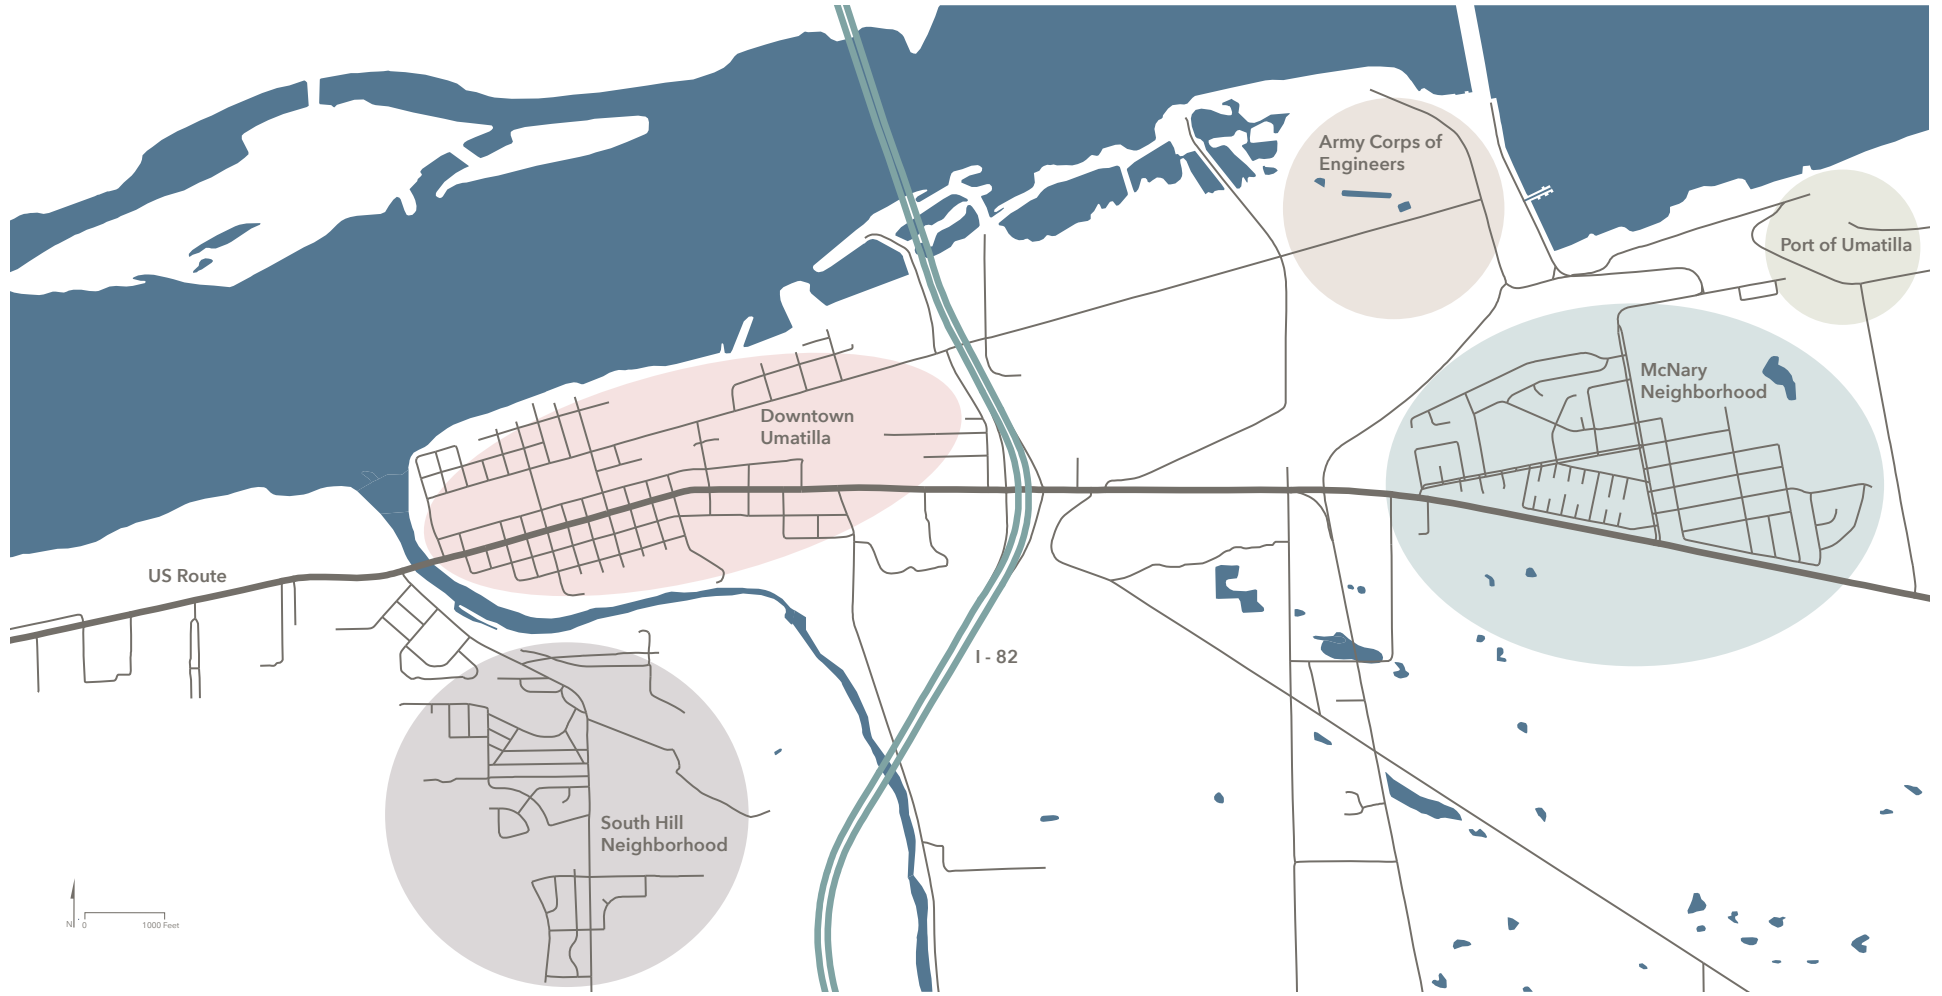 Army Corps of
Engineers
Port of Umatilla
McNary
Neighborhood
Downtown
Umatilla
US Route
I - 82
South Hill
Neighborhood
N
0
1000 Feet